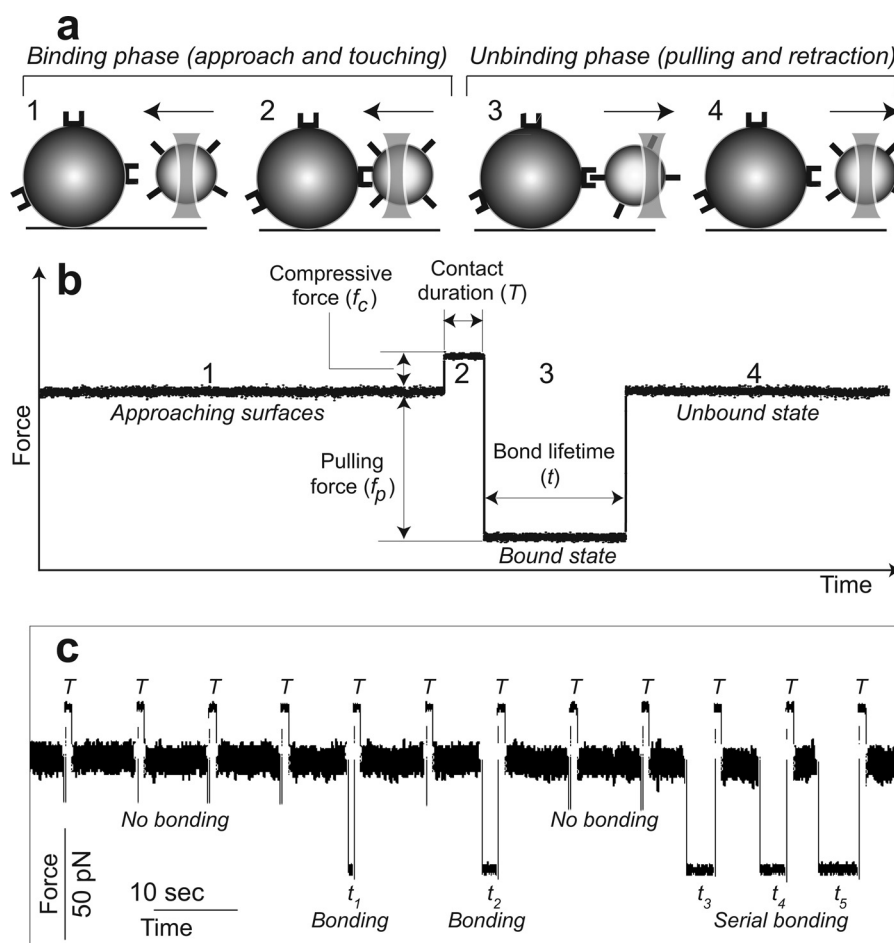 a
Binding phase (approach and touching)
Unbinding phase (pulling and retraction)
1
2
3
4
b
Compressive
force (fc)
Contact
duration (T)
1
2
3
4
Approaching surfaces
Unbound state
Pulling
force (fp)
Bond lifetime
(t)
Bound state
Force
Time
c
T T T T T T T T T T T T
No bonding
No bonding
Force
50 pN
10 sec
Time
t1
t2
t3
t4
t5
Bonding
Bonding
Serial bonding